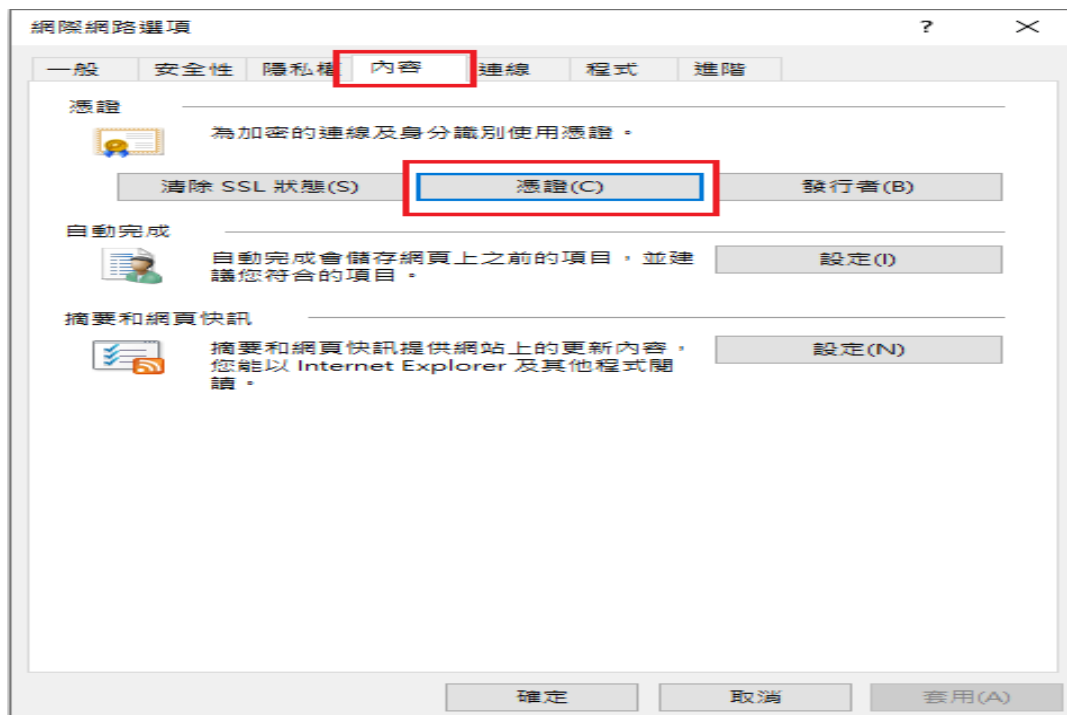 網際網路選項 ?
一般 安全性 隱私權 內容 連線 程式 進階
憑證
為加密的連線及身分識別使用憑證。
清除 SSL 狀態(S) 憑證(C) 發行者(B)
自動完成
自動完成會儲存網頁上之前的項目，並建
議您符合的項目。
設定(I)
摘要和網頁快訊
摘要和網頁快訊提供網站上的更新內容，
您能以 Internet Explorer 及其他程式閱
讀。
設定(N)
確定 取消 套用(A)